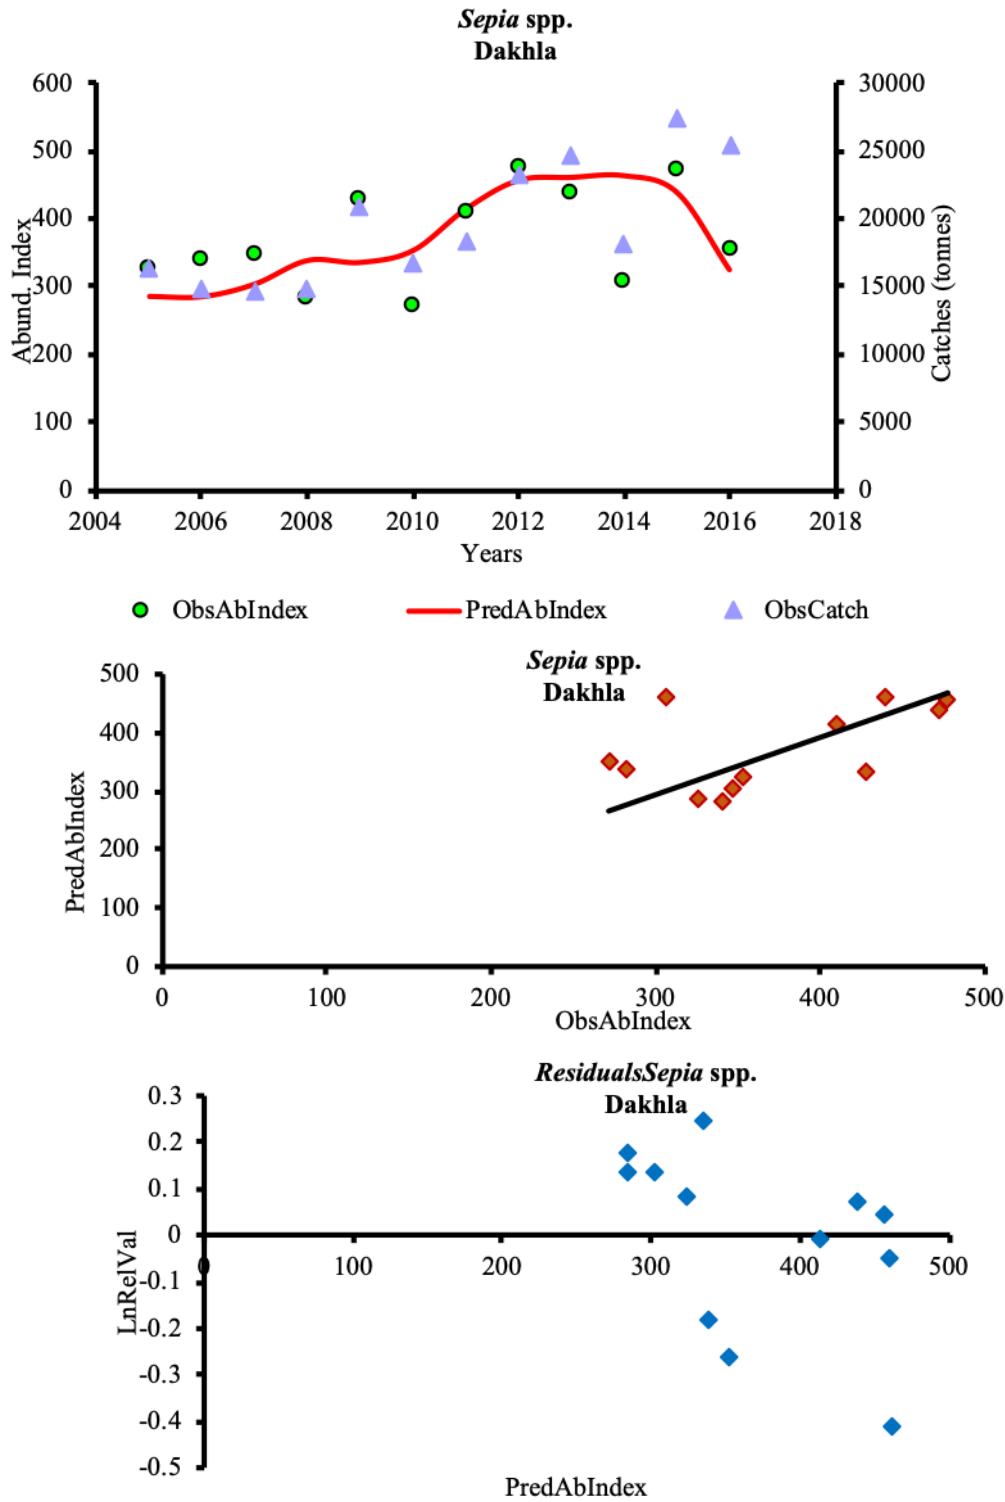 Sepia spp.
Dakhla
600
500
400
300
200
100
0
Abund. Index
30000
25000
20000
15000
10000
5000
0
Catches (tonnes)
2004 2006 2008 2010 2012 2014 2016 2018
Years
ObsAbIndex PredAbIndex ObsCatch
Sepia spp.
Dakhla
500
400
300
200
100
0
PredAbIndex
0 100 200 300 400 500
ObsAbIndex
ResidualsSepia spp.
Dakhla
0.3
0.2
0.1
0
-0.1
-0.2
-0.3
-0.4
-0.5
LnRelVal
0 100 200 300 400 500
PredAbIndex